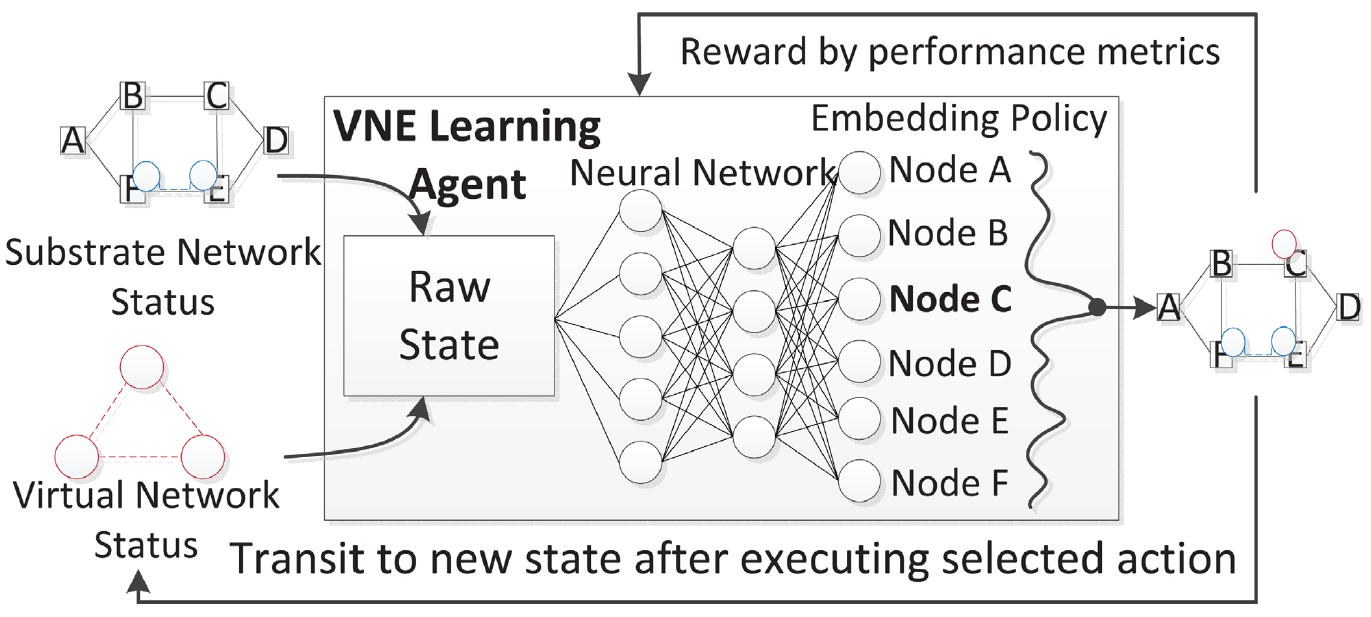 Reward by performance metrics
B C
A D
F E
Substrate Network
Status
Virtual Network
Status
VNE Learning
Agent
Raw
State
Neural Network
Embedding Policy
Node A
Node B
Node C
Node D
Node E
Node F
B C
A D
F E
Transit to new state after executing selected action